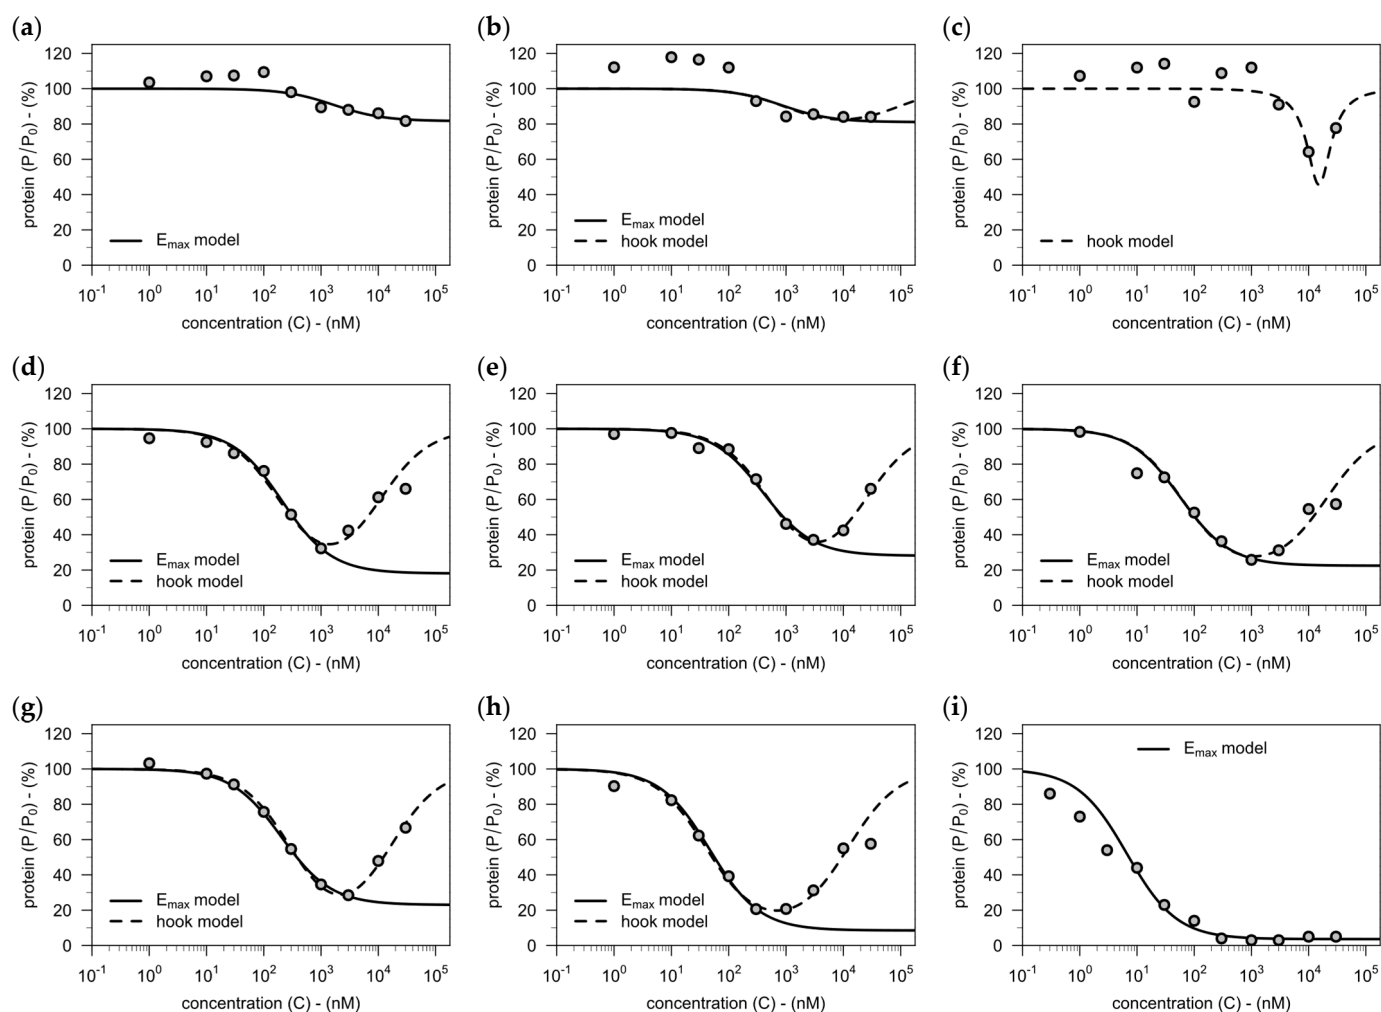 (a)
protein (P/P0) - (%)
120
100
80
60
40
20
0
Emax model
10-1 100 101 102 103 104 105
concentration (C) - (nM)
(b)
protein (P/P0) - (%)
120
100
80
60
40
20
0
Emax model
hook model
10-1 100 101 102 103 104 105
concentration (C) - (nM)
(c)
protein (P/P0) - (%)
120
100
80
60
40
20
0
hook model
10-1 100 101 102 103 104 105
concentration (C) - (nM)
(d)
protein (P/P0) - (%)
120
100
80
60
40
20
0
Emax model
hook model
10-1 100 101 102 103 104 105
concentration (C) - (nM)
(e)
protein (P/P0) - (%)
120
100
80
60
40
20
0
Emax model
hook model
10-1 100 101 102 103 104 105
concentration (C) - (nM)
(f)
protein (P/P0) - (%)
120
100
80
60
40
20
0
Emax model
hook model
10-1 100 101 102 103 104 105
concentration (C) - (nM)
(g)
protein (P/P0) - (%)
120
100
80
60
40
20
0
Emax model
hook model
10-1 100 101 102 103 104 105
concentration (C) - (nM)
(h)
protein (P/P0) - (%)
120
100
80
60
40
20
0
Emax model
hook model
10-1 100 101 102 103 104 105
concentration (C) - (nM)
(i)
protein (P/P0) - (%)
120
100
80
60
40
20
0
Emax model
10-1 100 101 102 103 104 105
concentration (C) - (nM)